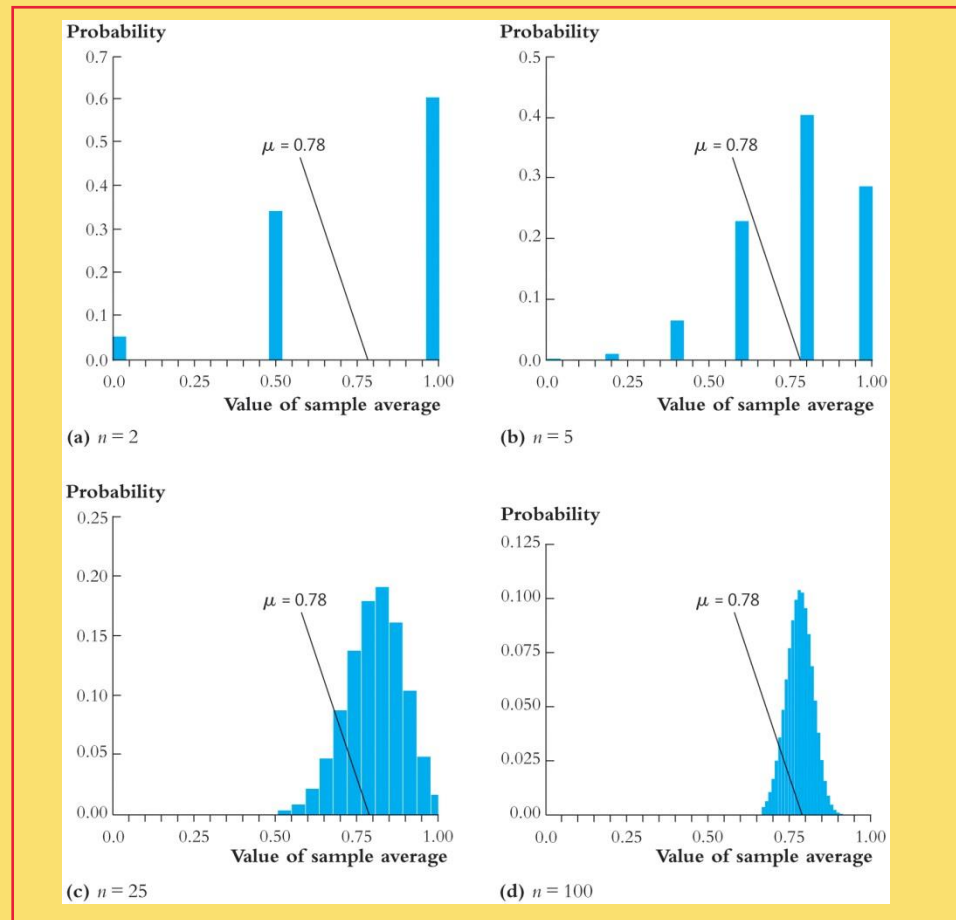 Probability
0.7
0.6
0.5
0.4
0.3
0.2
0.1
0.0
μ = 0.78
0.0 0.25 0.50 0.75 1.00
Value of sample average
(a) n = 2
Probability
0.5
0.4
0.3
0.2
0.1
0.0
μ = 0.78
0.0 0.25 0.50 0.75 1.00
Value of sample average
(b) n = 5
Probability
0.25
0.20
0.15
0.10
0.05
0.00
μ = 0.78
0.0 0.25 0.50 0.75 1.00
Value of sample average
(c) n = 25
Probability
0.125
0.100
0.075
0.050
0.025
0.00
μ = 0.78
0.0 0.25 0.50 0.75 1.00
Value of sample average
(d) n = 100